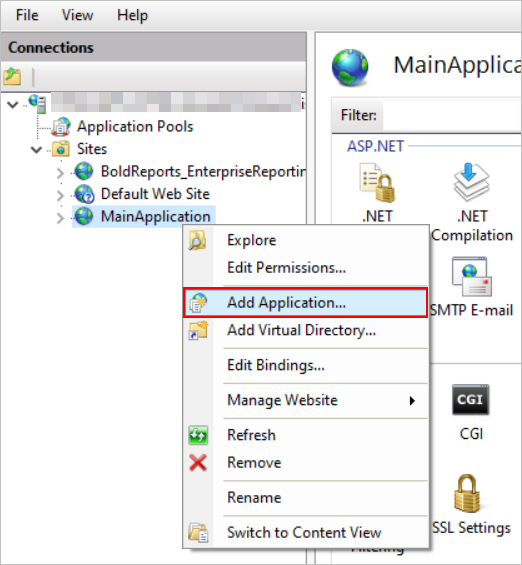 File View Help
Connections
Application Pools
Sites
BoldReports_EnterpriseReportin
Default Web Site
MainApplication
MainApplica
Filter:
ASP.NET
.NET
.NET
Compilation
SMTP E-mail
CGI
CGI
SSL Settings
Filtering
Explore
Edit Permissions...
Add Application...
Add Virtual Directory...
Edit Bindings...
Manage Website
Refresh
Remove
Rename
Switch to Content View